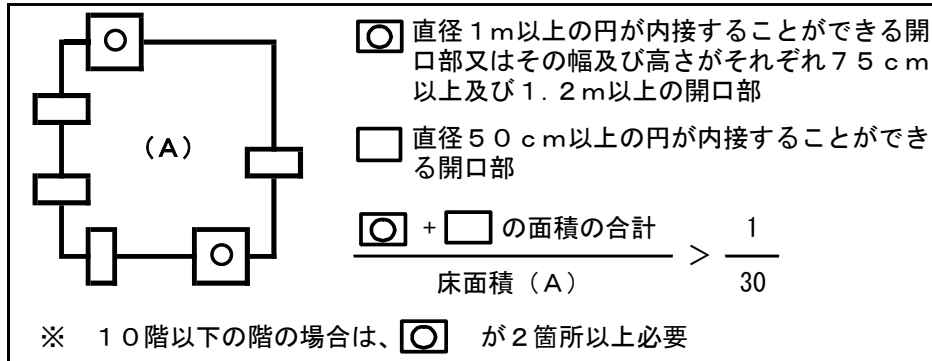 ○
(A)
○
○ 直径1m以上の円が内接することができる開
口部又はその幅及び高さがそれぞれ75cm
以上及び1.2m以上の開口部
直径50cm以上の円が内接することができ
る開口部
○ + の面積の合計
床面積(A)
>
1
30
※ 10階以下の階の場合は、○ が2箇所以上必要